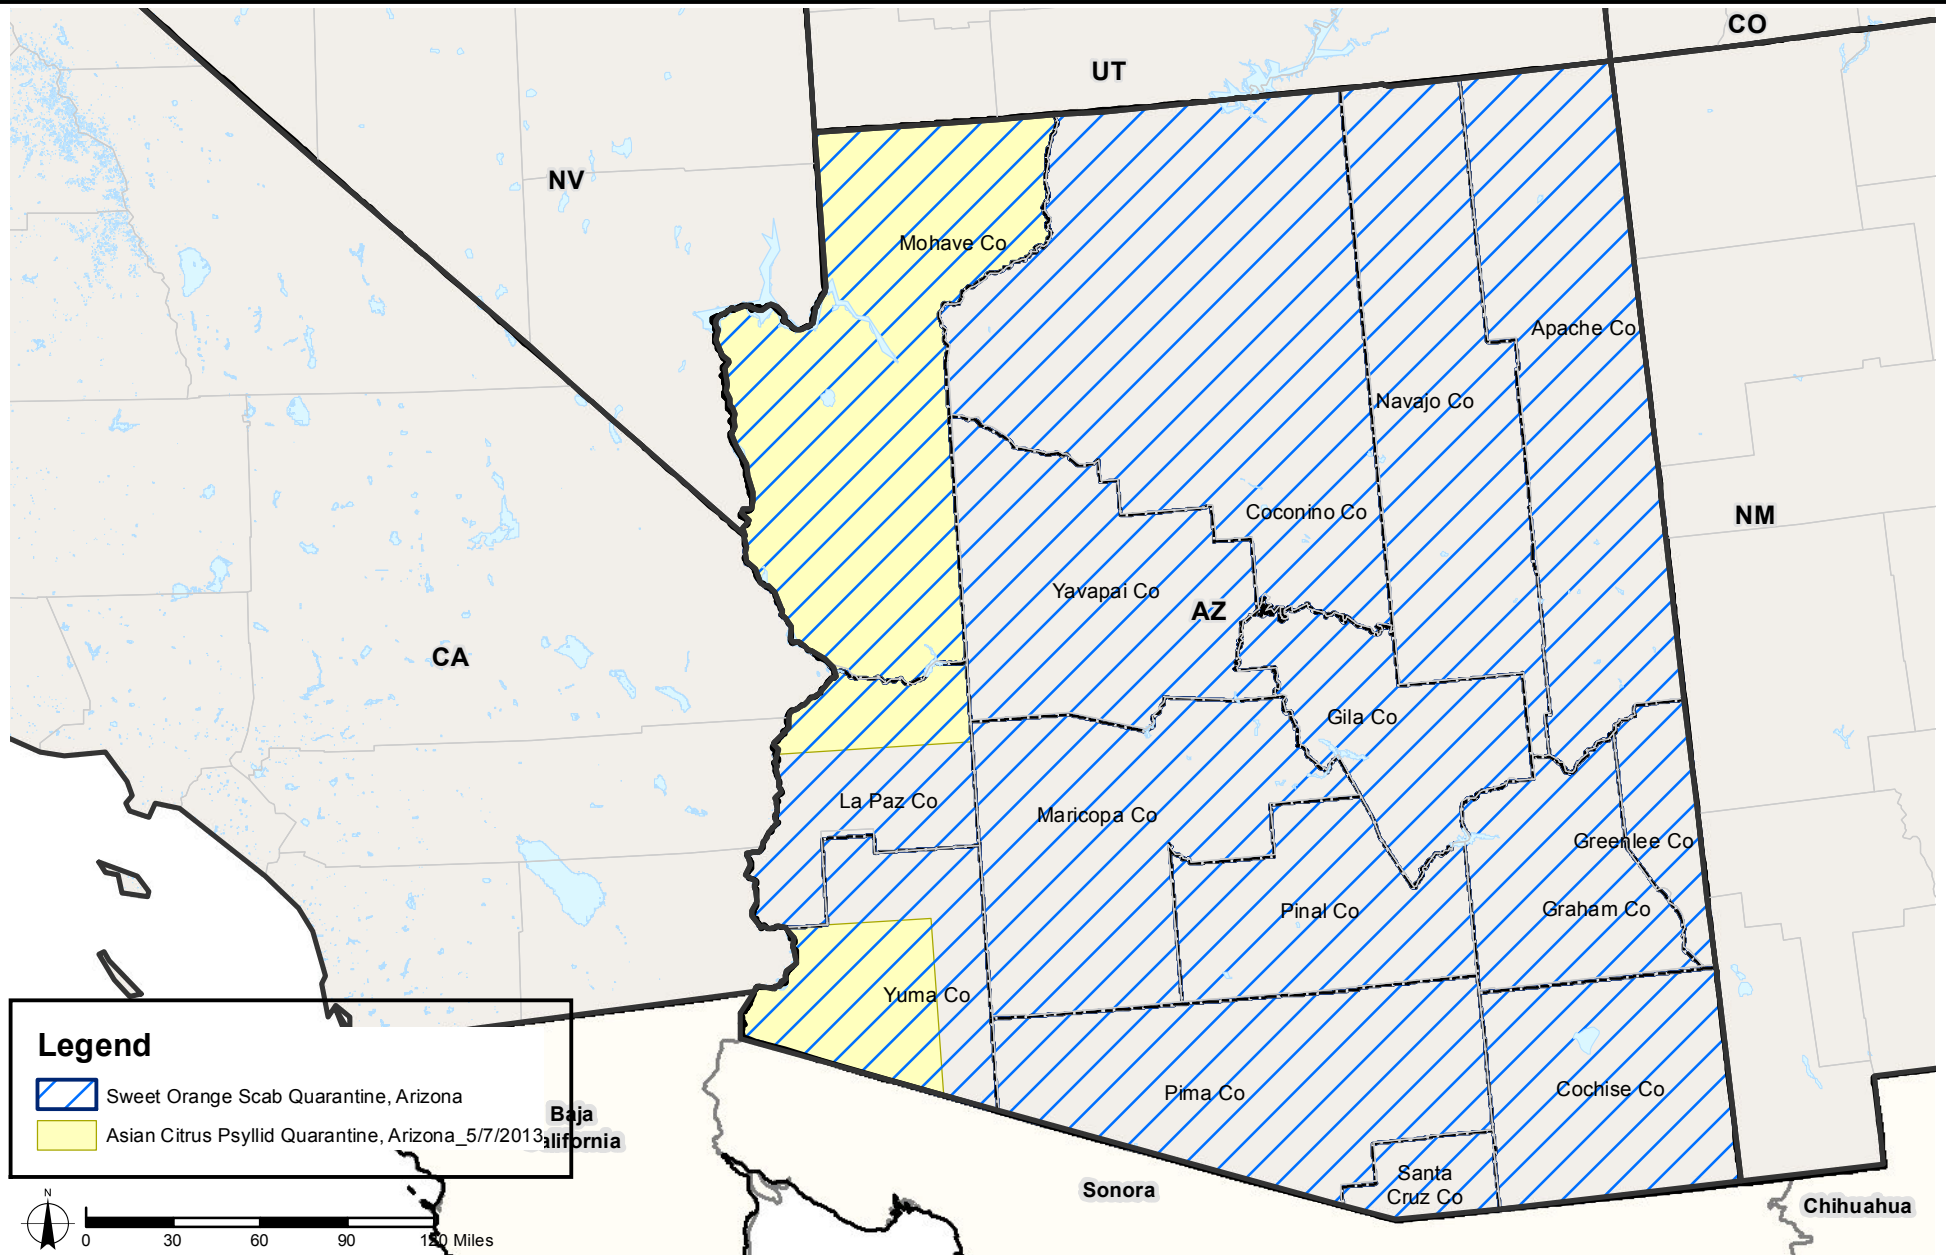 CO
UT
NV
Mohave Co
Apache Co
Navajo Co
Coconino Co
NM
Yavapai Co
AZ
CA
Gila Co
La Paz Co
Maricopa Co
Greenlee Co
Pinal Co
Graham Co
Yuma Co
Pima Co
Cochise Co
Santa
Cruz Co
Sonora
Chihuahua
Baja
alifornia
Legend
Sweet Orange Scab Quarantine, Arizona
Asian Citrus Psyllid Quarantine, Arizona_5/7/2013
N
0 30 60 90 120 Miles